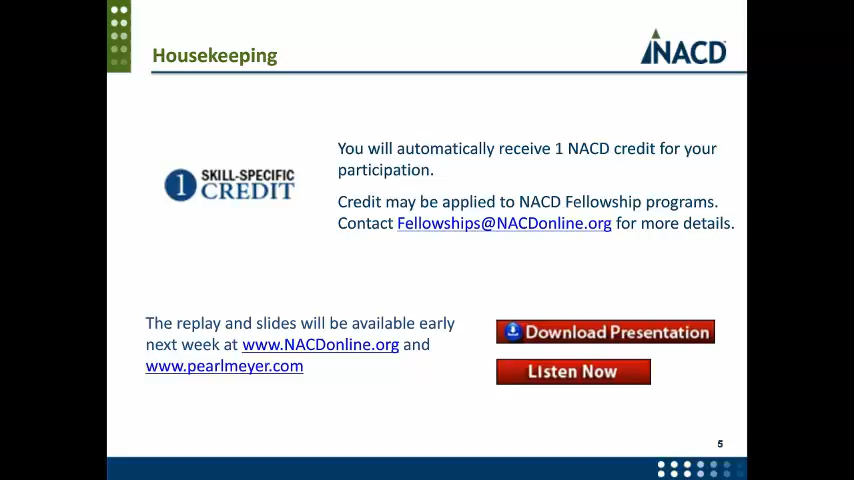 Housekeeping
NACD
You will automatically receive 1 NACD credit for your
participation.
1 SKILL-SPECIFIC
CREDIT
Credit may be applied to NACD Fellowship programs.
Contact Fellowships@NACDonline.org for more details.
The replay and slides will be available early
next week at www.NACDonline.org and
www.pearlmeyer.com
Download Presentation
Listen Now
5